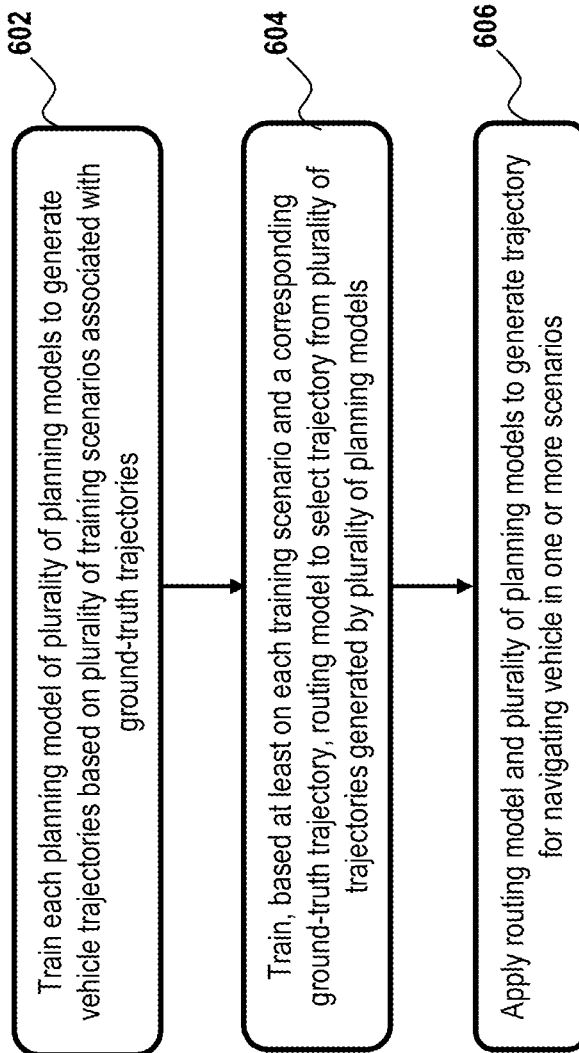 602
Train each planning model of plurality of planning models to generate
vehicle trajectories based on plurality of training scenarios associated with
ground-truth trajectories
604
Train, based at least on each training scenario and a corresponding
ground-truth trajectory, routing model to select trajectory from plurality of
trajectories generated by plurality of planning models
606
Apply routing model and plurality of planning models to generate trajectory
for navigating vehicle in one or more scenarios